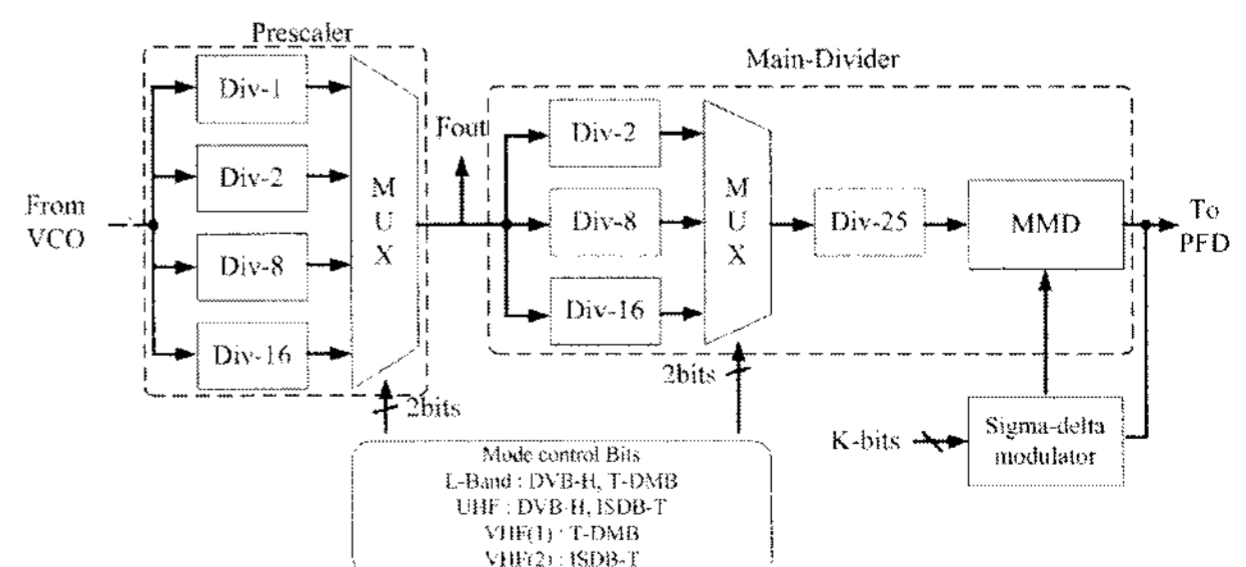 Prescaler
Main-Divider
Div-1
Div-2
Div-8
Div-16
From
VCO
M
U
X
Fout
Div-2
Div-8
Div-16
M
U
X
Div-25
MMD
To
PFD
2bits
2bits
K-bits
Sigma-delta
modulator
Mode control Bits
L-Band : DVB-H, T-DMB
UHF : DVB-H, ISDB-T
VHF(1) : T-DMB
VHF(2) : ISDB-T